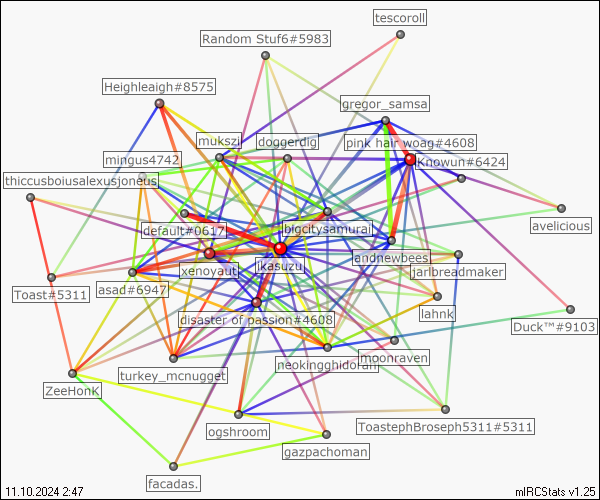 tescoroll
Random Stuf6#5983
Heighleaigh#8575
gregor_samsa
mukszi
doggerdig
pink hair woag#4608
mingus4742
Knowun#6424
thiccusboiusalexusjoneus
default#0617
bigcitysamurai
avelicious
xenoyaut
ikasuzu
andnewbees
jarlbreadmaker
Toast#5311
asad#6947
lahnk
disaster of passion#4608
Duck™#9103
turkey_mcnugget
neokingghidorah
moonraven
ZeeHonK
ogshroom
ToastephBroseph5311#5311
gazpachoman
facadas.
11.10.2024 2:47
mIRCStats v1.25